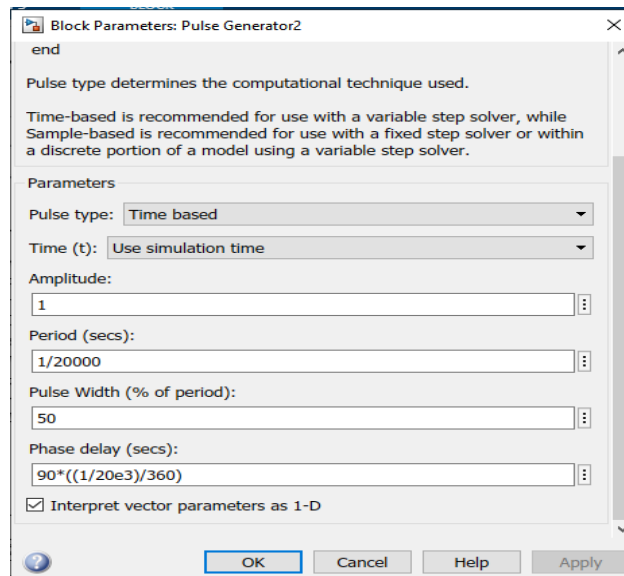 BLOCK
Block Parameters: Pulse Generator2
end
Pulse type determines the computational technique used.
Time-based is recommended for use with a variable step solver, while
Sample-based is recommended for use with a fixed step solver or within
a discrete portion of a model using a variable step solver.
Parameters
Pulse type: Time based
Time (t): Use simulation time
Amplitude:
1
Period (secs):
1/20000
Pulse Width (% of period):
50
Phase delay (secs):
90*((1/20e3)/360)
Interpret vector parameters as 1-D
? OK Cancel Help Apply